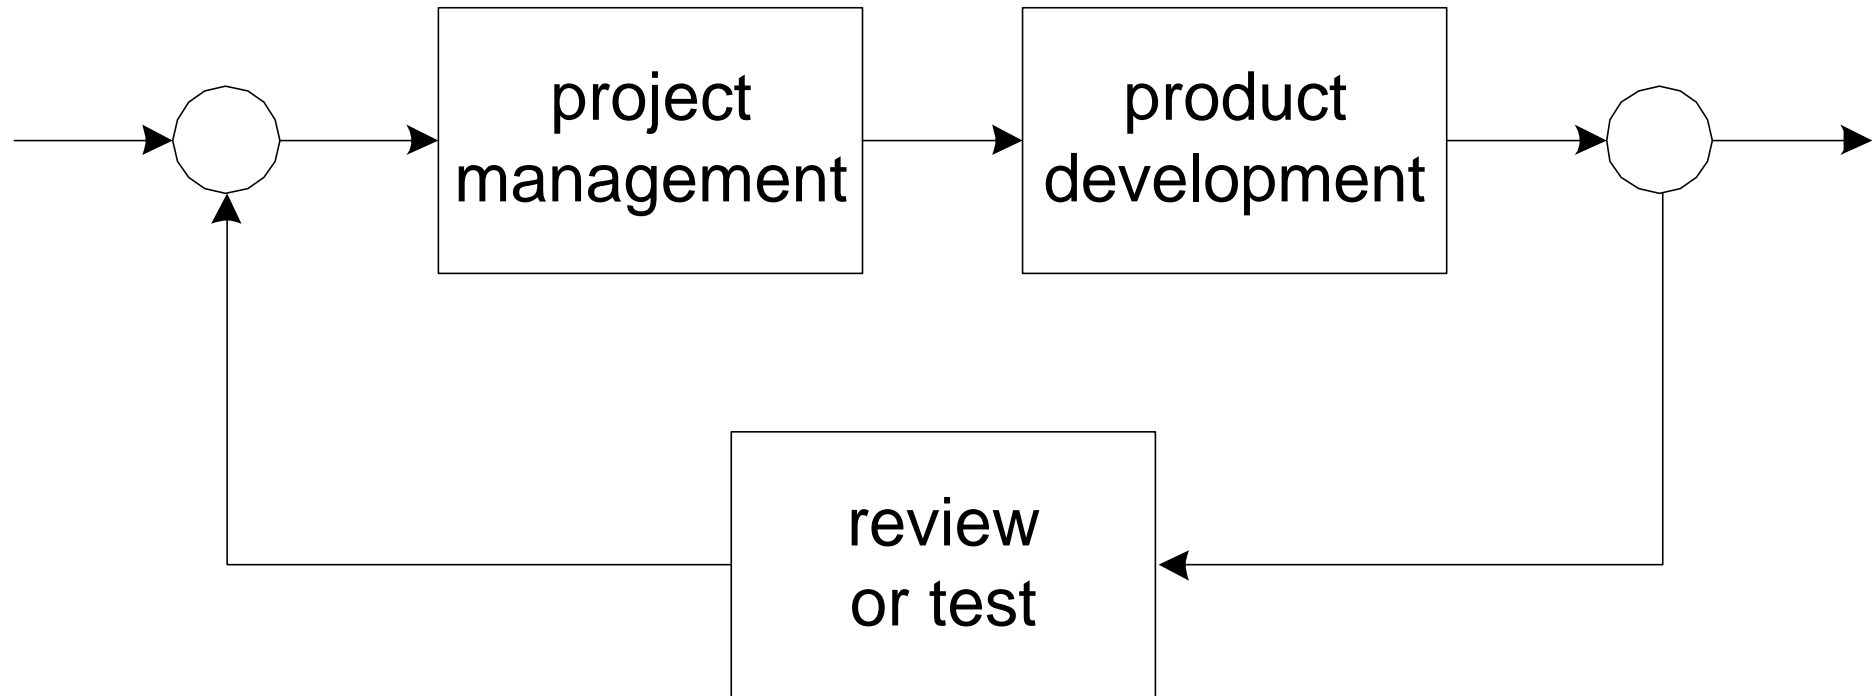 project
management
product
development
review
or test